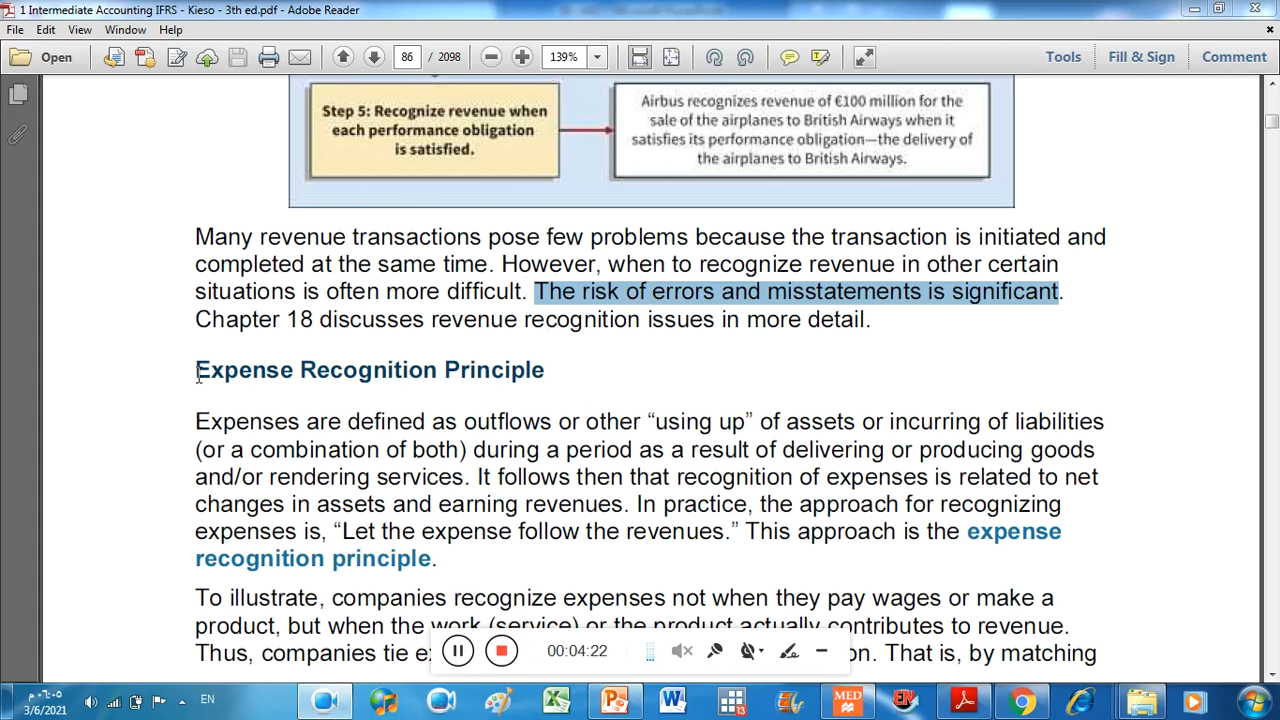 1 Intermediate Accounting IFRS - Kieso - 3th ed.pdf - Adobe Reader
File Edit View Window Help
Open 86 / 2098 139% Tools Fill & Sign Comment
Step 5: Recognize revenue when
each performance obligation
is satisfied.
Airbus recognizes revenue of €100 million for the
sale of the airplanes to British Airways when it
satisfies its performance obligation—the delivery of
the airplanes to British Airways.
Many revenue transactions pose few problems because the transaction is initiated and
completed at the same time. However, when to recognize revenue in other certain
situations is often more difficult. The risk of errors and misstatements is significant.
Chapter 18 discusses revenue recognition issues in more detail.
Expense Recognition Principle
Expenses are defined as outflows or other “using up” of assets or incurring of liabilities
(or a combination of both) during a period as a result of delivering or producing goods
and/or rendering services. It follows then that recognition of expenses is related to net
changes in assets and earning revenues. In practice, the approach for recognizing
expenses is, “Let the expense follow the revenues.” This approach is the expense
recognition principle.
To illustrate, companies recognize expenses not when they pay wages or make a
product, but when the work (service) or the product actually contributes to revenue.
Thus, companies tie That is, by matching
00:04:22
EN
3/6/2021
13
MED